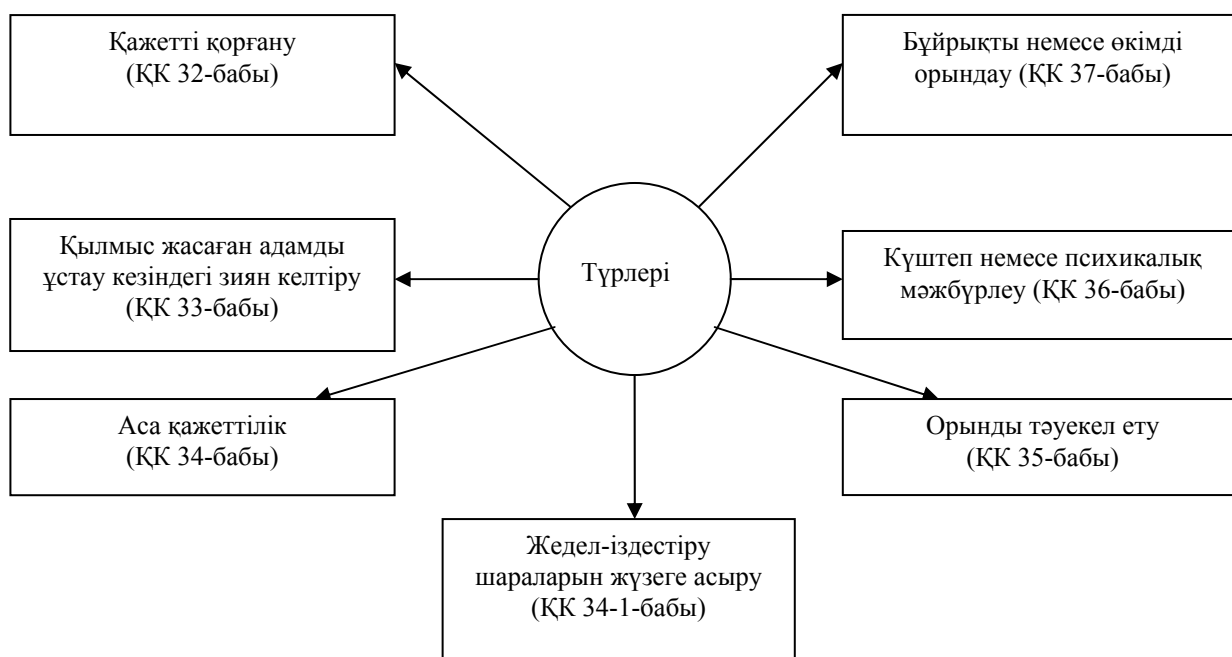 Қажетті қорғану
(ҚК 32-бабы)
Бұйрықты немесе өкімді
орындау (ҚК 37-бабы)
Қылмыс жасаған адамды
ұстау кезіндегі зиян келтіру
(ҚК 33-бабы)
Түрлері
Күштеп немесе психикалық
мәжбүрлеу (ҚК 36-бабы)
Аса қажеттілік
(ҚК 34-бабы)
Орынды тәуекел ету
(ҚК 35-бабы)
Жедел-іздестіру
шараларын жүзеге асыру
(ҚК 34-1-бабы)